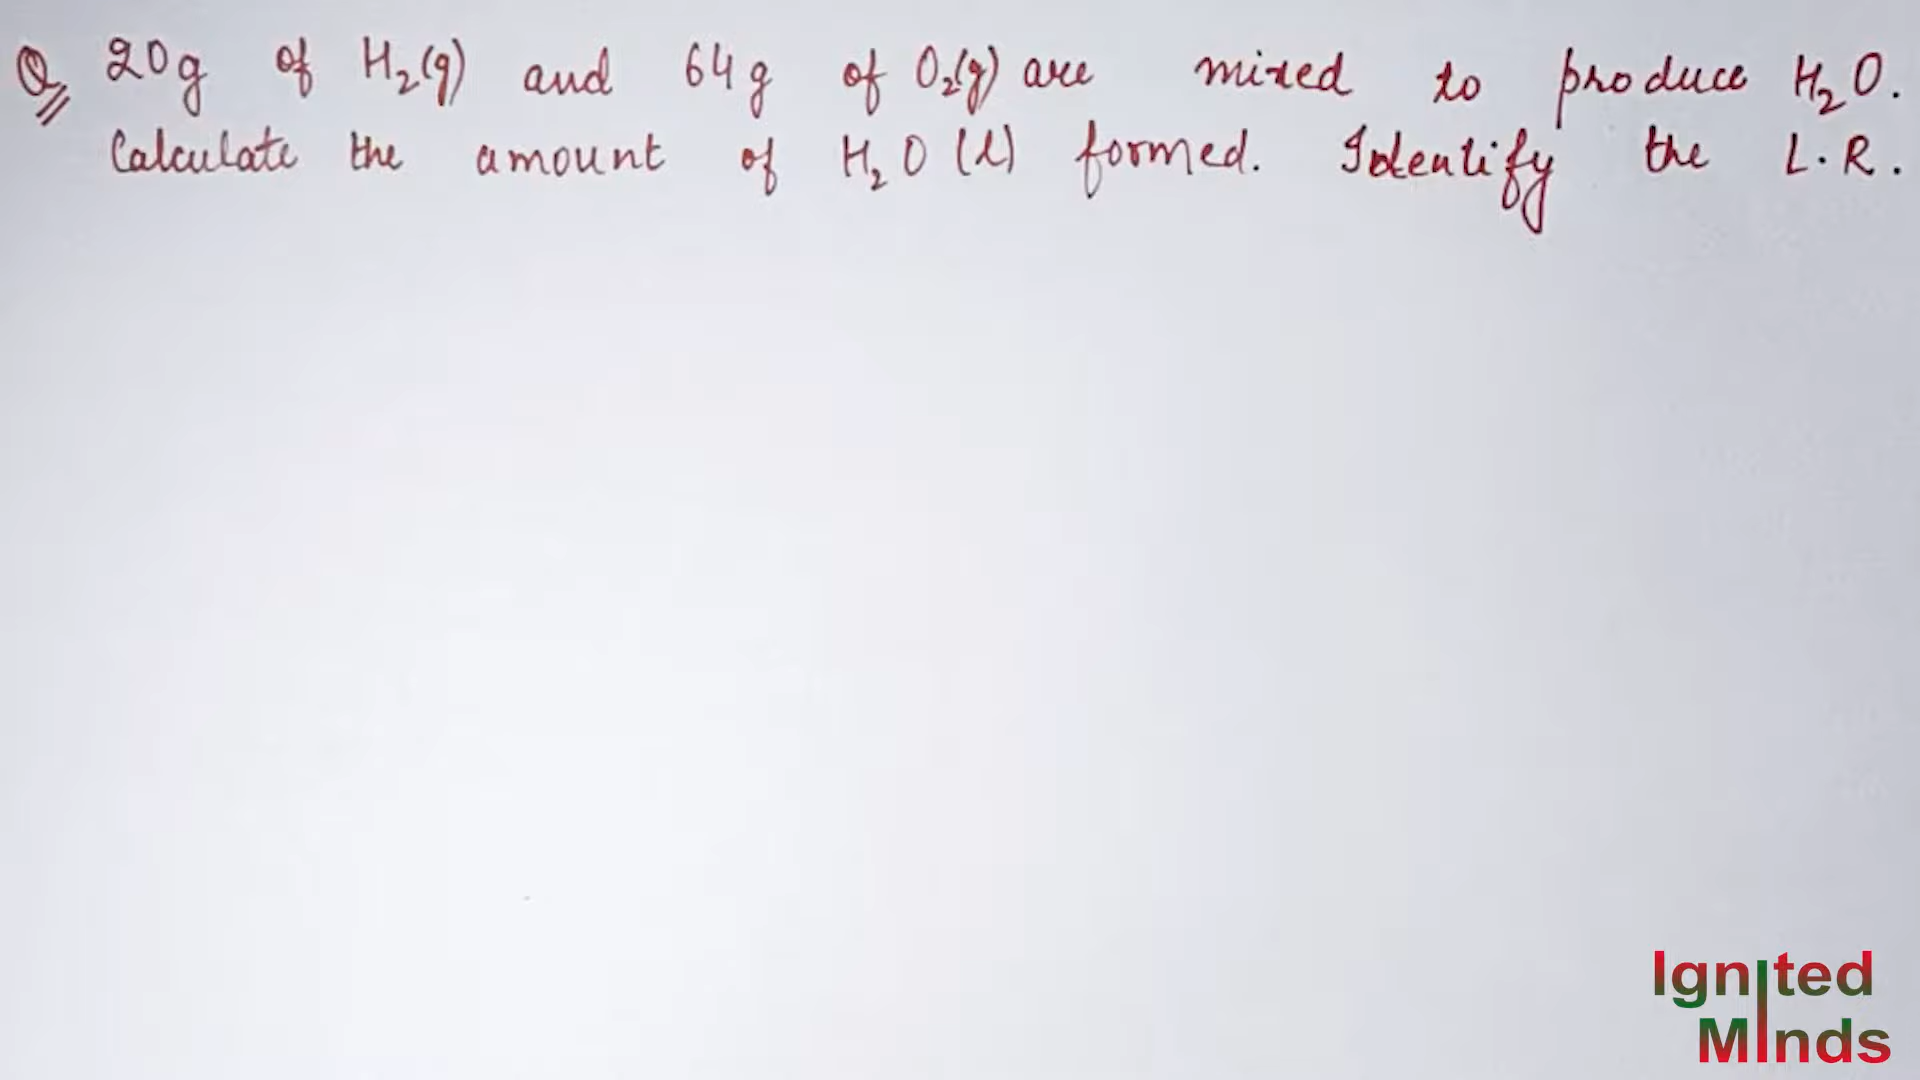 Q 20g of H₂(g) and 64g of O₂(g) are mixed to produce H₂O.
Calculate the amount of H₂O (l) formed. Identify the L.R.
Ignited
Minds